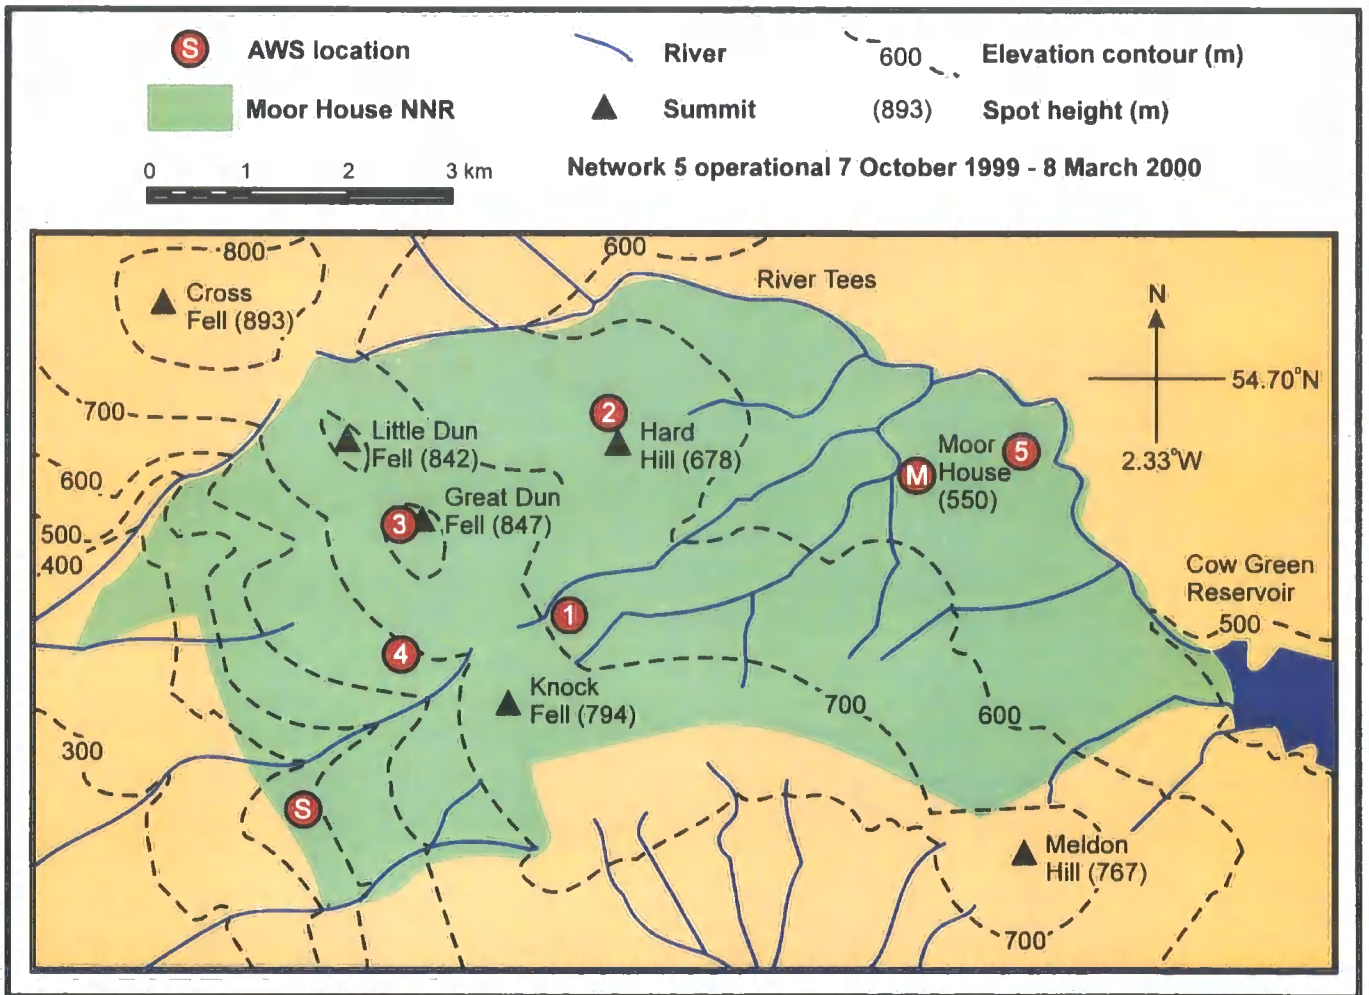 S AWS location
River
600 Elevation contour (m)
Moor House NNR
Summit
(893) Spot height (m)
0 1 2 3 km
Network 5 operational 7 October 1999 - 8 March 2000
800
600
River Tees
N
Cross
Fell (893)
54.70°N
700
2
Little Dun
Fell (842)
Hard
Hill (678)
Moor
House
(550)
5
M
2.33°W
600
Great Dun
Fell (847)
3
500
400
Cow Green
Reservoir
500
1
4
Knock
Fell (794)
700
600
300
S
Meldon
Hill (767)
700